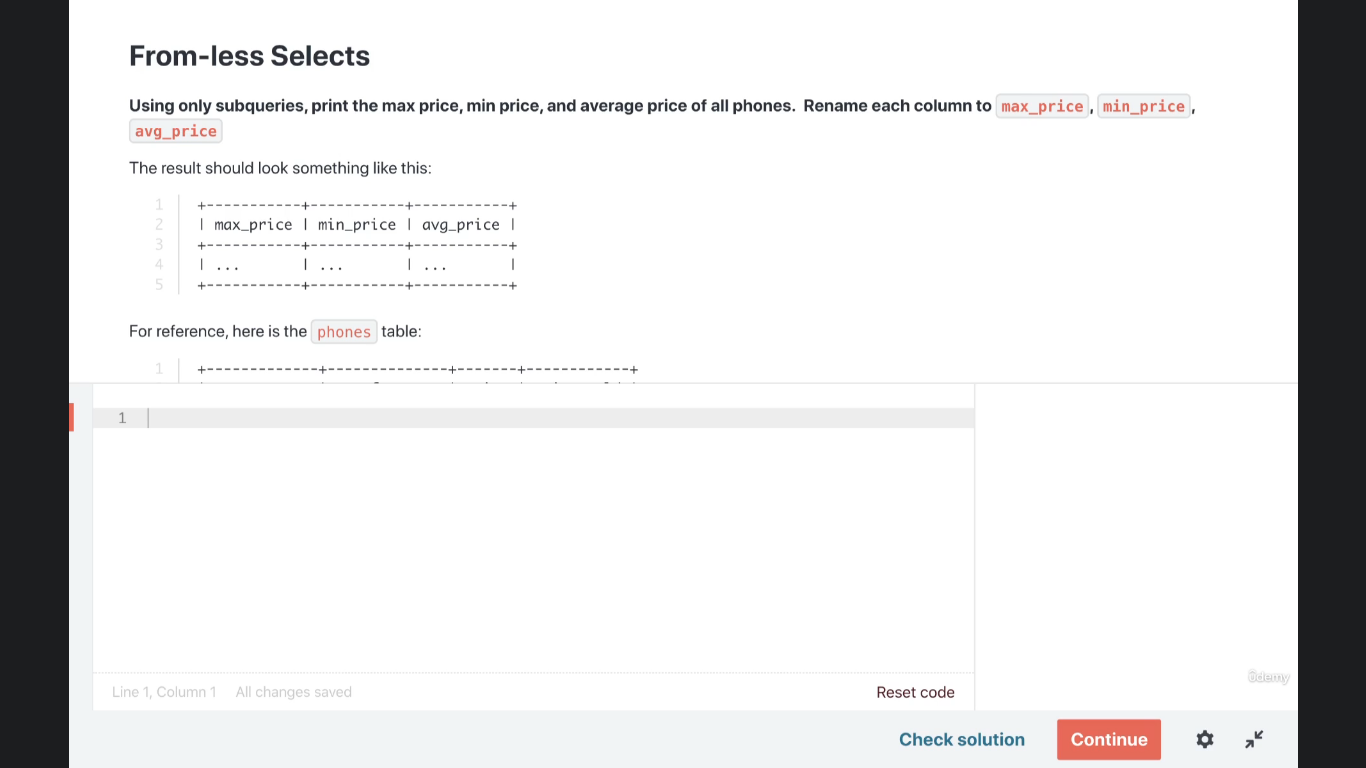 From-less Selects
Using only subqueries, print the max price, min price, and average price of all phones. Rename each column to max_price, min_price,
avg_price
The result should look something like this:
1 +-----------+-----------+-----------+
2 | max_price | min_price | avg_price |
3 +-----------+-----------+-----------+
4 | ... | ... | ... |
5 +-----------+-----------+-----------+
For reference, here is the phones table:
1 +-------------+--------------+-------+------------+
1
Line 1, Column 1 All changes saved
Reset code
ûdemy
Check solution
Continue